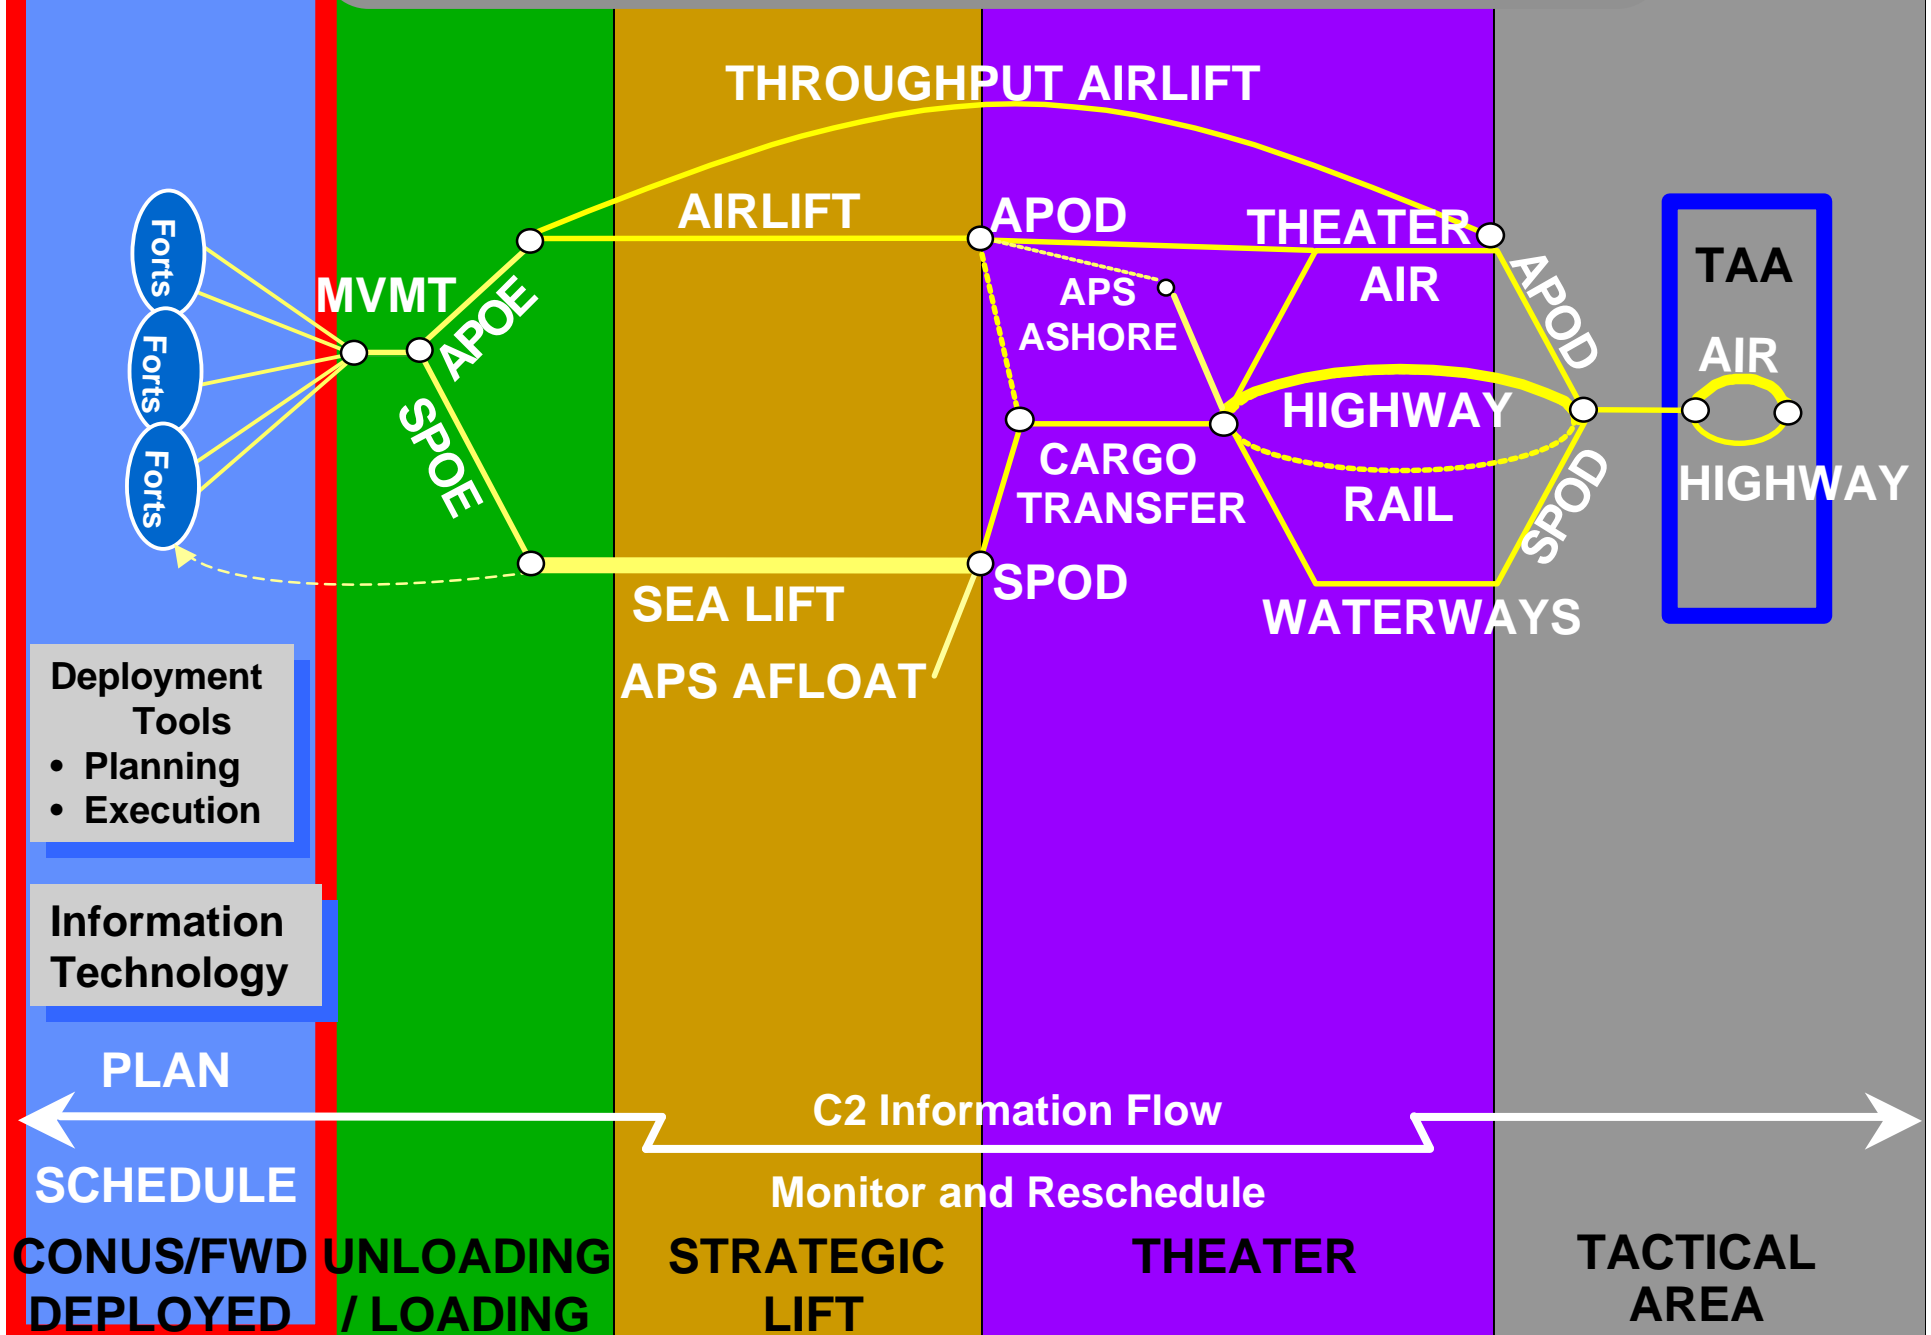 THROUGHPUT AIRLIFT
AIRLIFT
APOD
THEATER
AIR
Forts
Forts
Forts
MVMT
APOE
SPOE
APS
ASHORE
HIGHWAY
CARGO
TRANSFER
RAIL
APOD
SPOD
TAA
AIR
HIGHWAY
SEA LIFT
SPOD
WATERWAYS
APS AFLOAT
Deployment
Tools
• Planning
• Execution
Information
Technology
PLAN
C2 Information Flow
SCHEDULE
Monitor and Reschedule
CONUS/FWD
DEPLOYED
UNLOADING
/ LOADING
STRATEGIC
LIFT
THEATER
TACTICAL
AREA